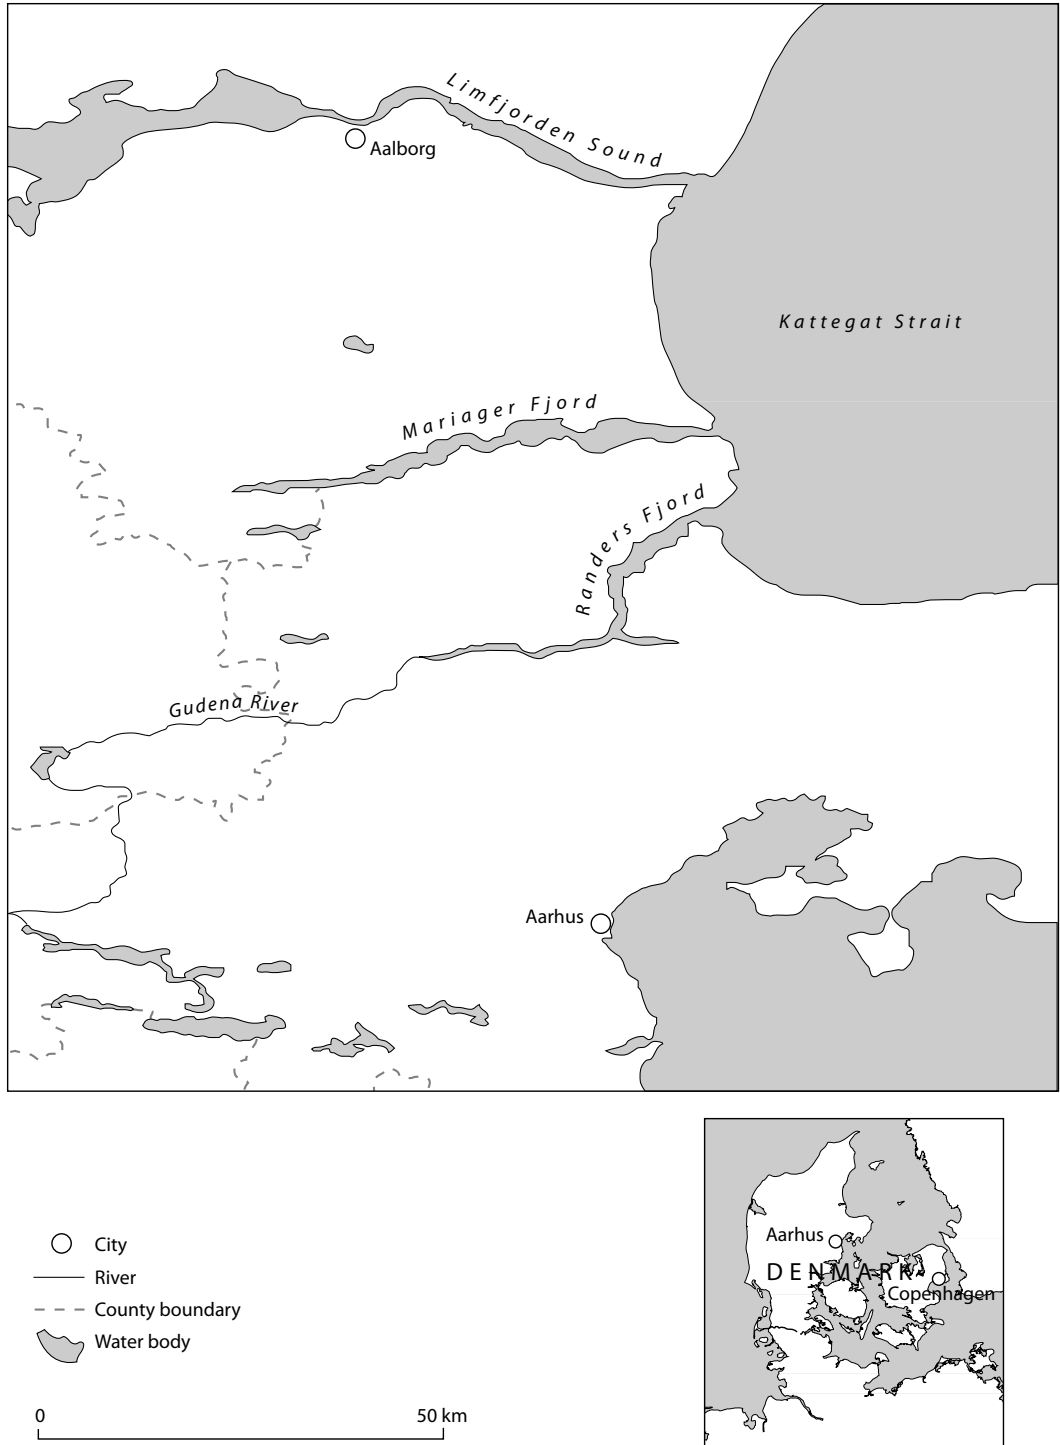 Limfjorden Sound
Aalborg
Kattegat Strait
Mariager Fjord
Randers Fjord
Gudena River
Aarhus
Aarhus
DENMARK
Copenhagen
City
River
County boundary
Water body
0 50 km